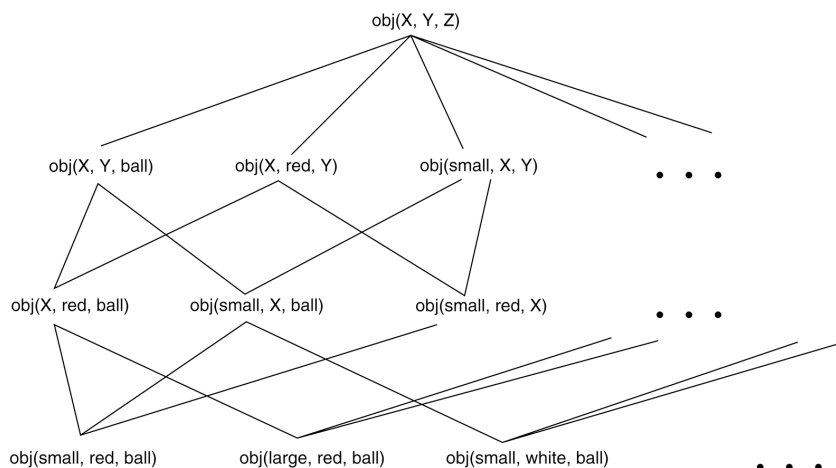 obj(X, Y, Z)
obj(X, Y, ball) obj(X, red, Y) obj(small, X, Y) • • •
obj(X, red, ball) obj(small, X, ball) obj(small, red, X) • • •
obj(small, red, ball) obj(large, red, ball) obj(small, white, ball) • • •